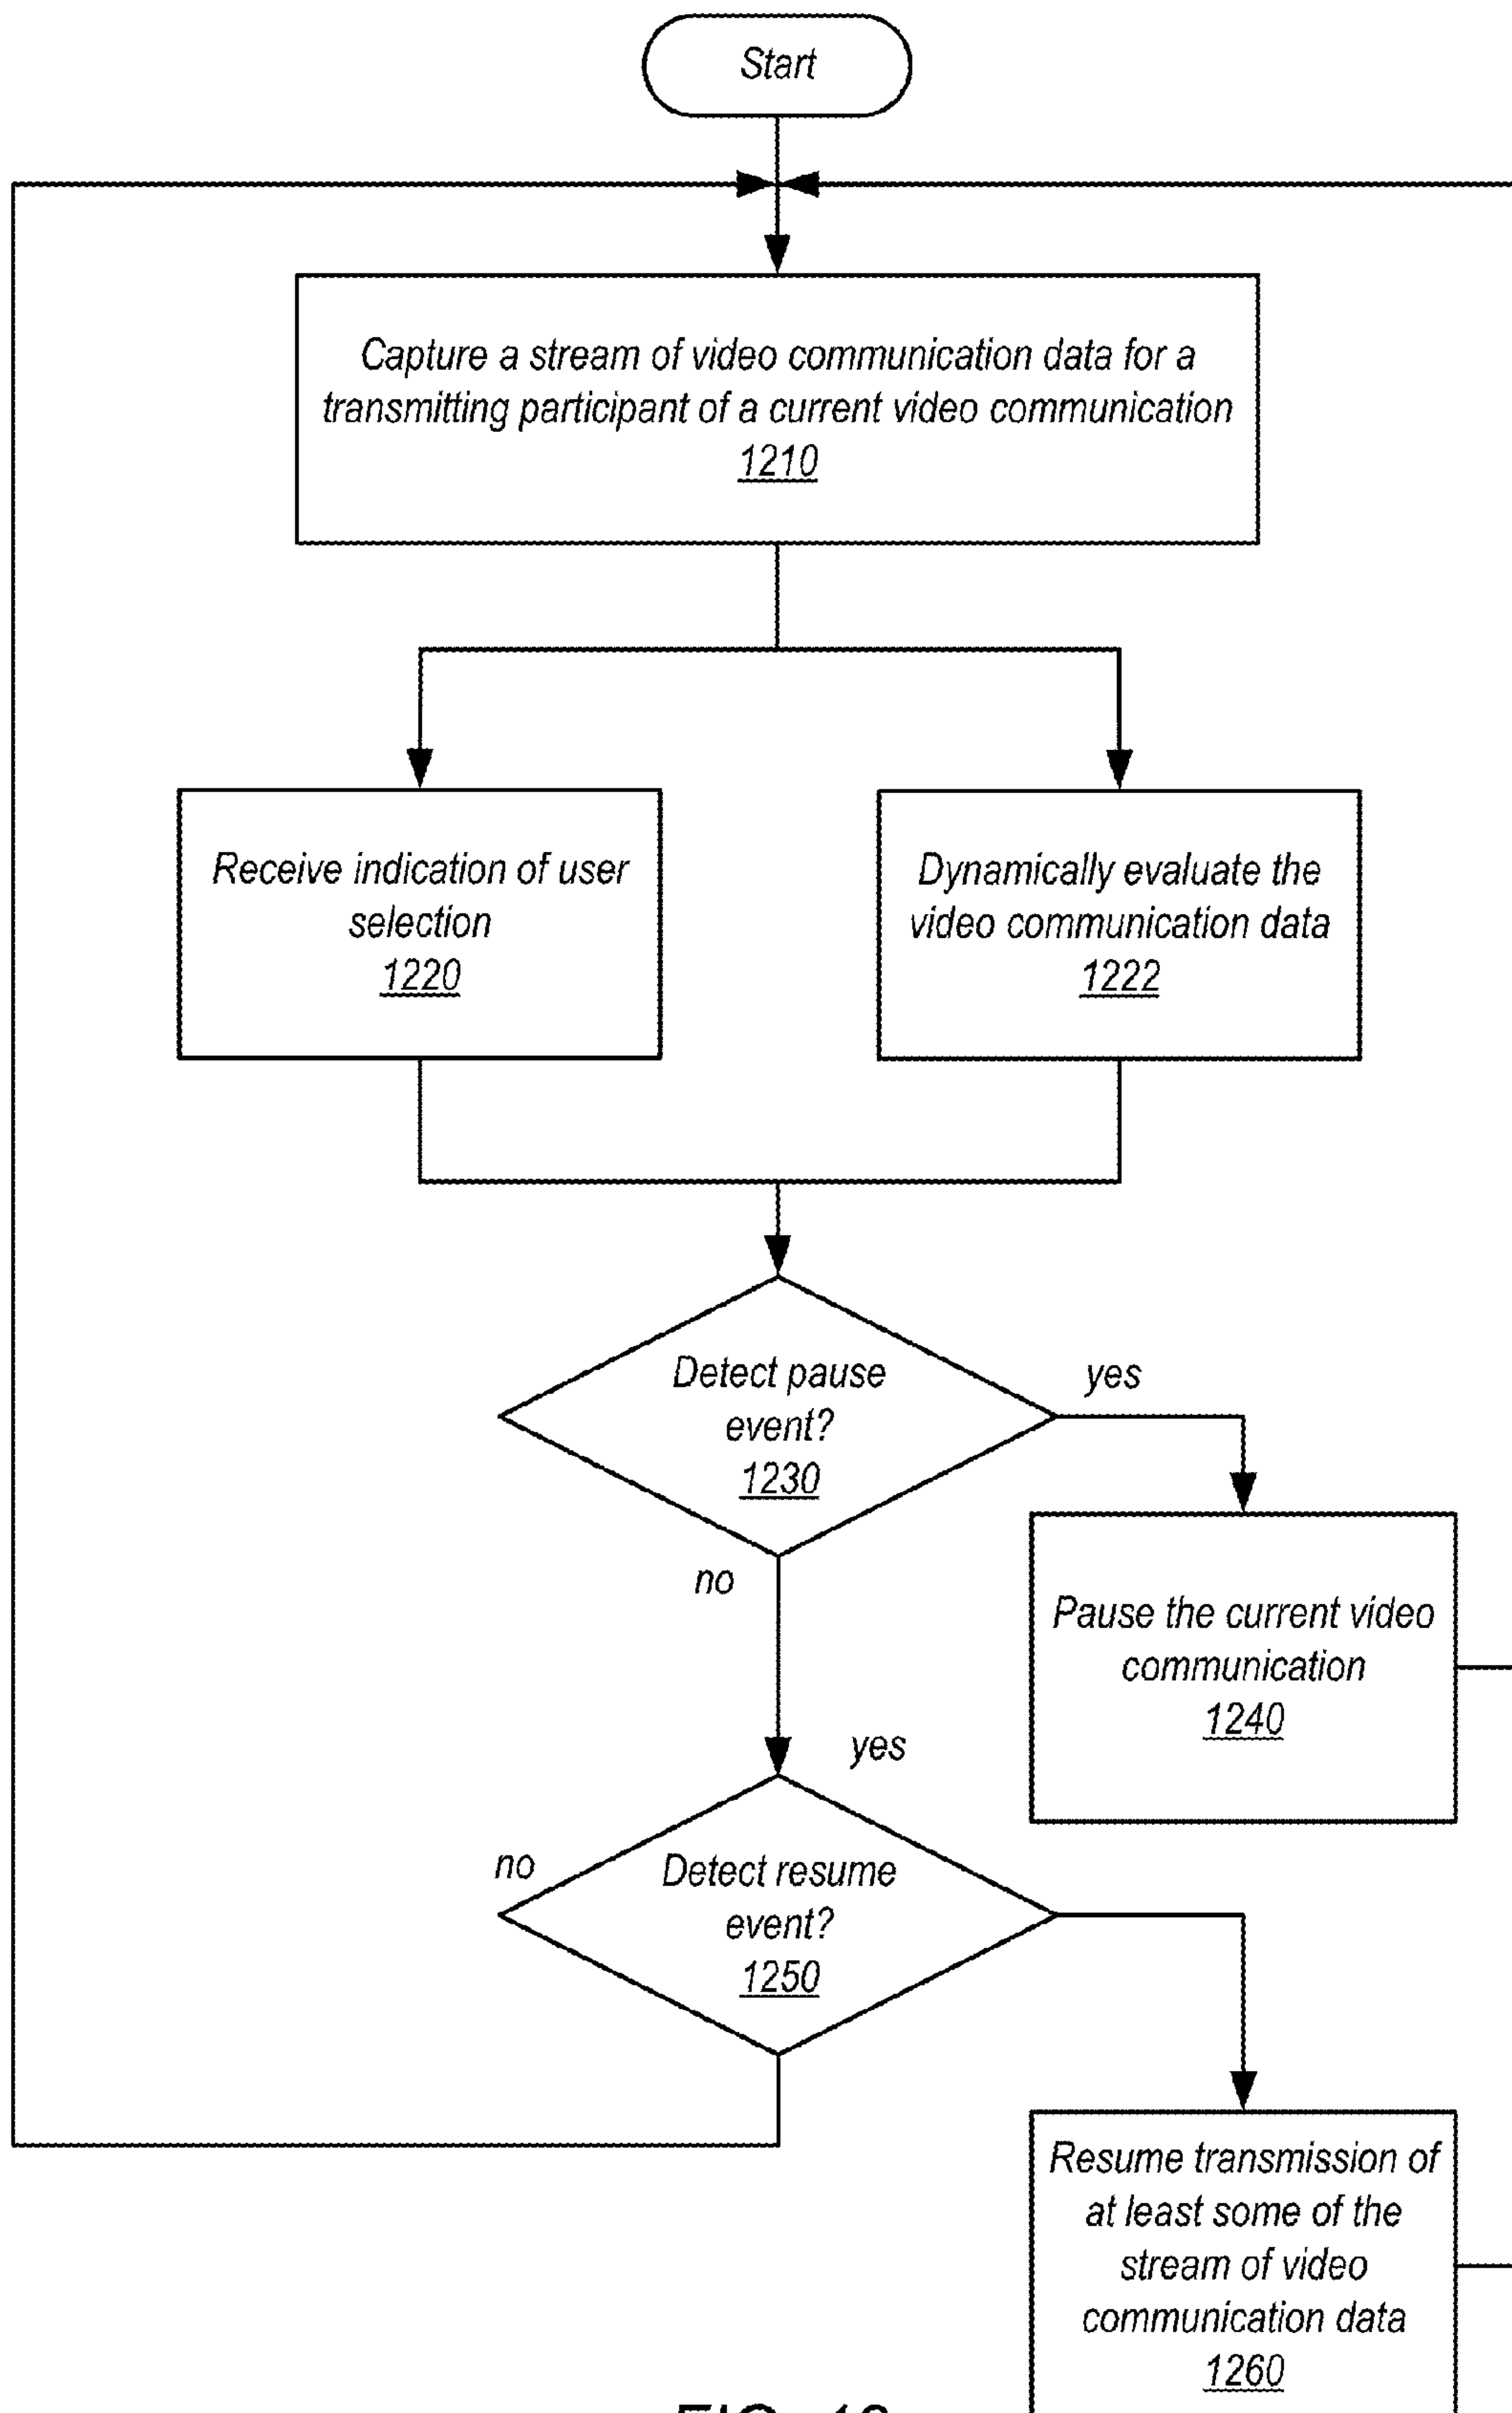 Start
Capture a stream of video communication data for a
transmitting participant of a current video communication
1210
Receive indication of user
selection
1220
Dynamically evaluate the
video communication data
1222
Detect pause
event?
1230
yes
no
Pause the current video
communication
1240
yes
no
Detect resume
event?
1250
Resume transmission of
at least some of the
stream of video
communication data
1260
FIG.